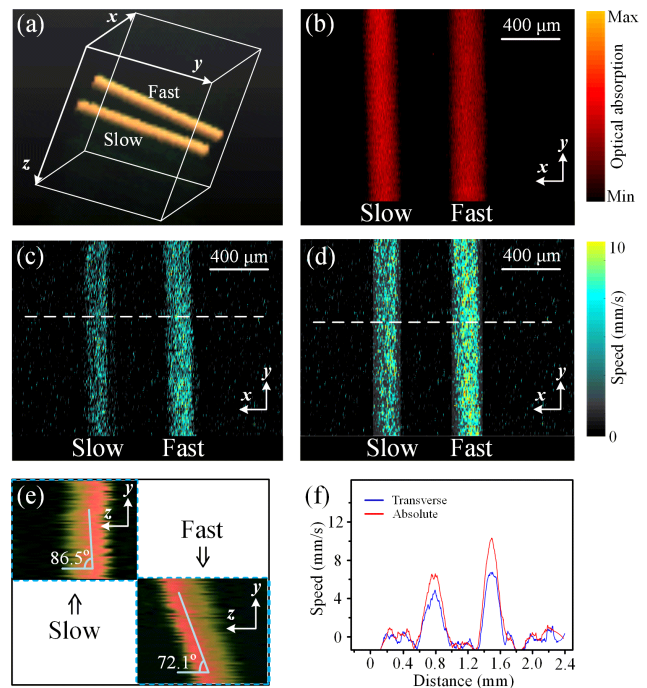 (a)
x
y
z
Fast
Slow
(b)
400 µm
y
x
Slow
Fast
Max
Optical absorption
Min
(c)
400 µm
y
x
Slow
Fast
(d)
400 µm
y
x
Slow
Fast
10
Speed (mm/s)
0
(e)
y
z
86.5°
Slow
Fast
y
z
72.1°
(f)
Transverse
Absolute
12
8
4
0
Speed (mm/s)
0 0.6 0.8 1.2 1.6 2.0 2.4
Distance (mm)